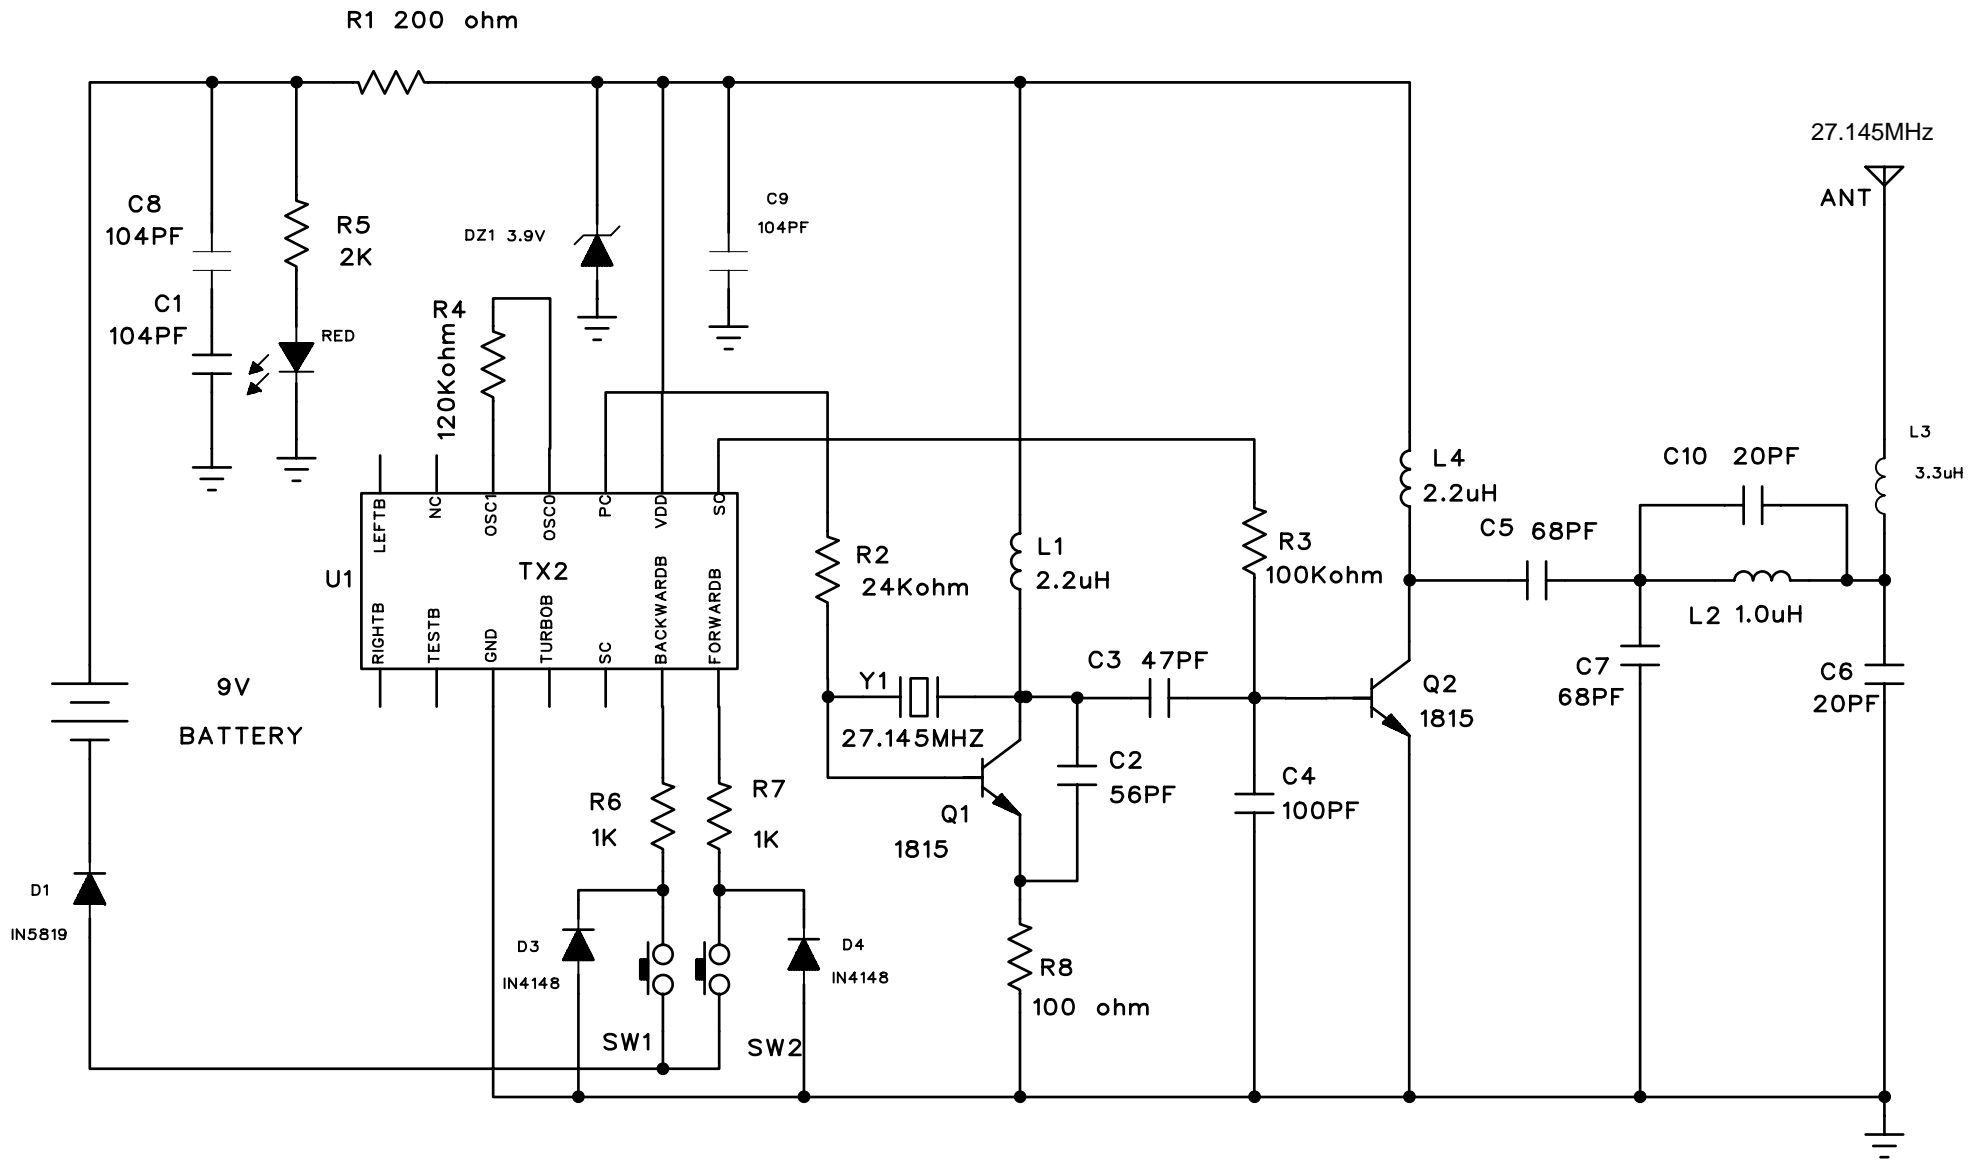 R1 200 ohm
27.145MHz
ANT
C8
104PF
R5
2K
C9
104PF
DZ1 3.9V
C1
104PF
RED
R4
120Kohm
L3
3.3uH
L4
2.2uH
C10 20PF
C5 68PF
LEFTB
NC
OSC1
OSCO
PC
VDD
SO
U1
TX2
RIGHTB
TESTB
GND
TURBOB
SC
BACKWARDB
FORWARDB
R2
24Kohm
L1
2.2uH
R3
100Kohm
L2 1.0uH
C3 47PF
C7
68PF
C6
20PF
9V
BATTERY
Y1
27.145MHZ
Q2
1815
C2
56PF
C4
100PF
R6
1K
R7
1K
Q1
1815
D1
IN5819
D3
IN4148
D4
IN4148
R8
100 ohm
SW1
SW2